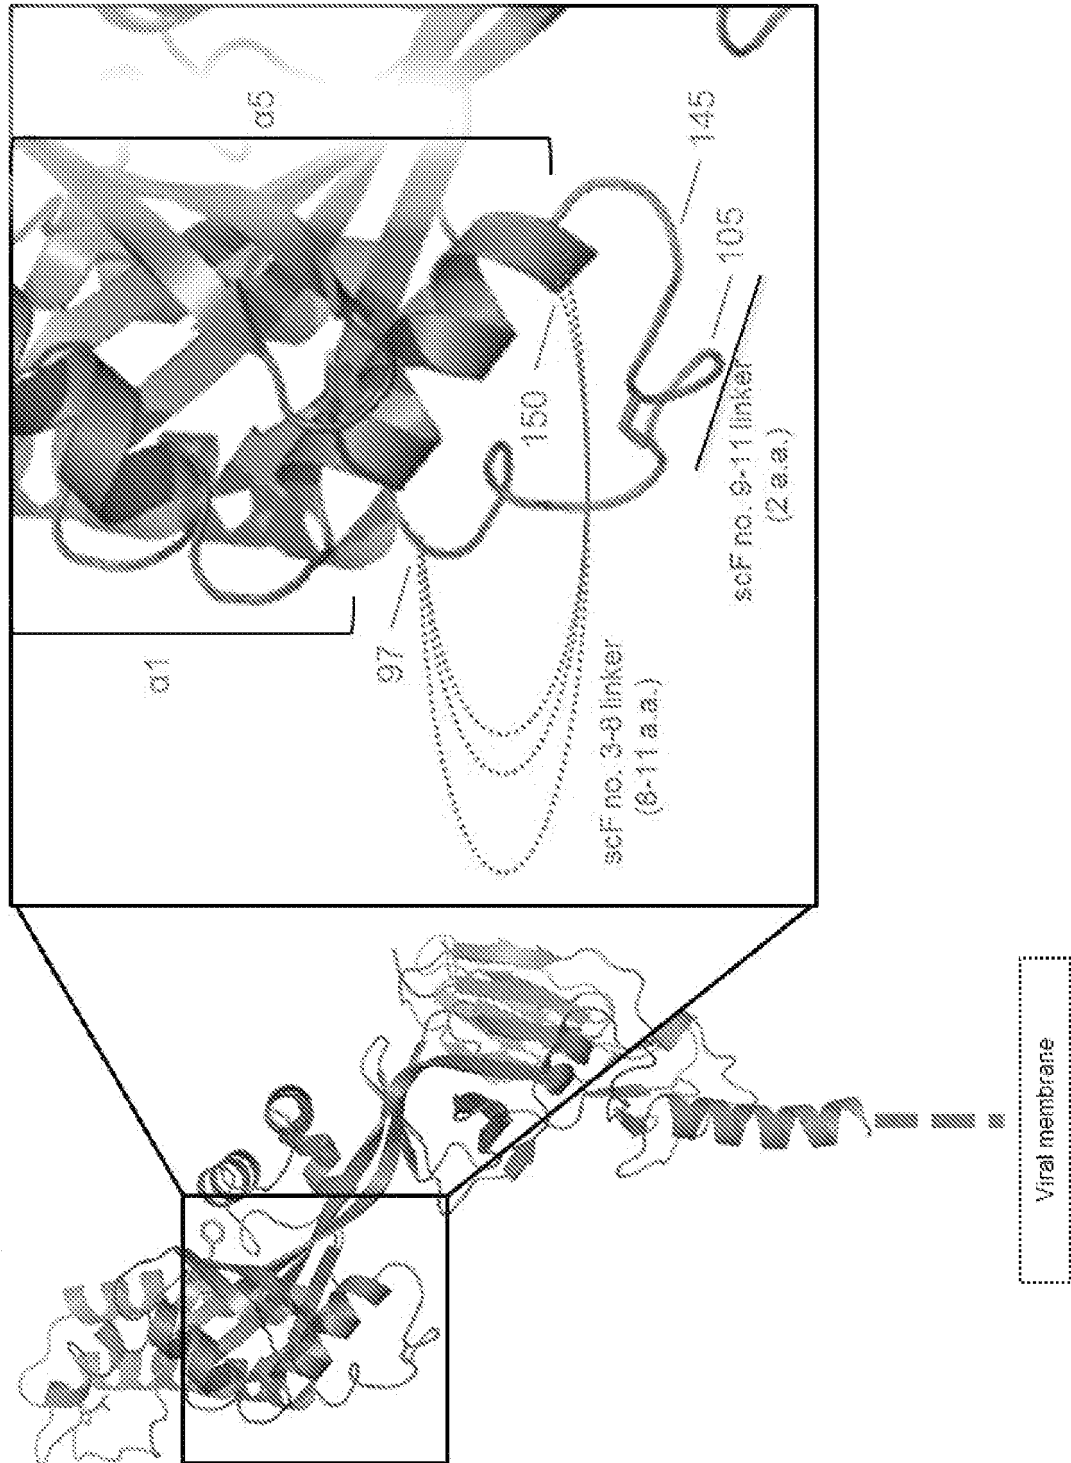 α1
α5
97
150
145
105
scF no. 3-8 linker
(8-11 a.a.)
scF no. 9-11 linker
(2 a.a.)
Viral membrane